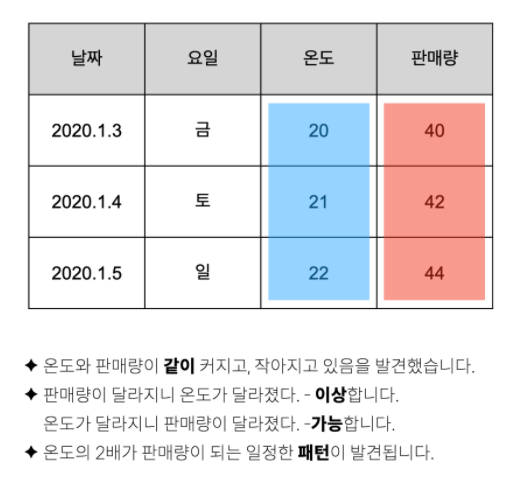 날짜 요일 온도 판매량
2020.1.3 금 20 40
2020.1.4 토 21 42
2020.1.5 일 22 44
✦ 온도와 판매량이 같이 커지고, 작아지고 있음을 발견했습니다.
✦ 판매량이 달라지니 온도가 달라졌다. - 이상합니다.
온도가 달라지니 판매량이 달라졌다. -가능합니다.
✦ 온도의 2배가 판매량이 되는 일정한 패턴이 발견됩니다.